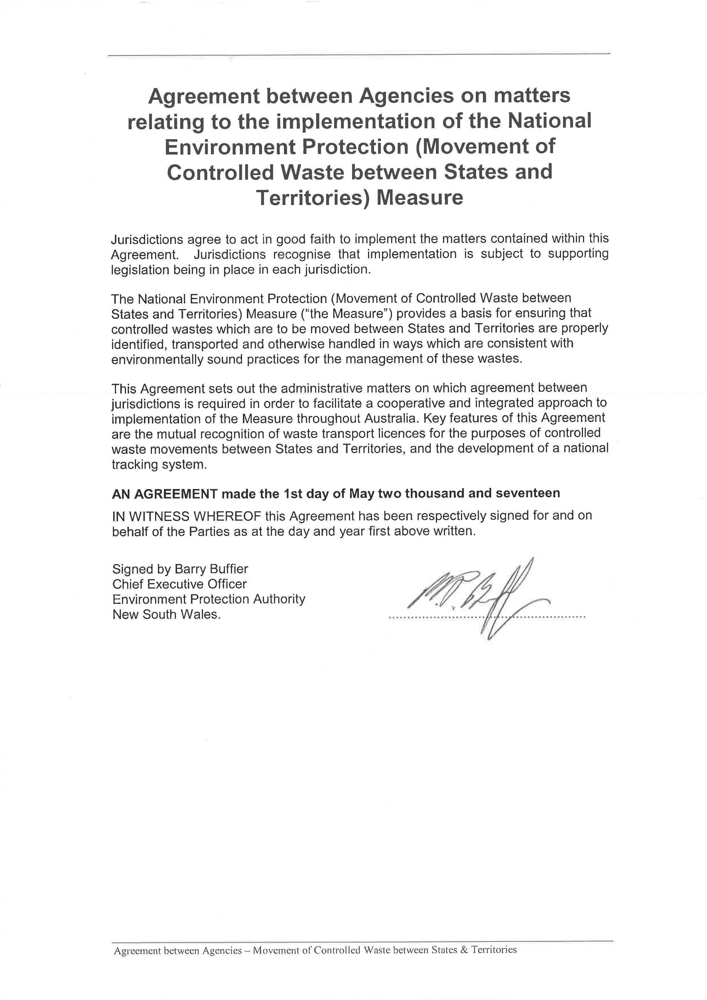 Agreement between Agencies on matters
relating to the implementation of the National
Environment Protection (Movement of
Controlled Waste between States and
Territories) Measure
Jurisdictions agree to act in good faith to implement the matters contained within this
Agreement. Jurisdictions recognise that implementation is subject to supporting
legislation being in place in each jurisdiction.
The National Environment Protection (Movement of Controlled Waste between
States and Territories) Measure (“the Measure”) provides a basis for ensuring that
controlled wastes which are to be moved between States and Territories are properly
identified, transported and otherwise handled in ways which are consistent with
environmentally sound practices for the management of these wastes.
This Agreement sets out the administrative matters on which agreement between
jurisdictions is required in order to facilitate a cooperative and integrated approach to
implementation of the Measure throughout Australia. Key features of this Agreement
are the mutual recognition of waste transport licences for the purposes of controlled
waste movements between States and Territories, and the development of a national
tracking system.
AN AGREEMENT made the 1st day of May two thousand and seventeen
IN WITNESS WHEREOF this Agreement has been respectively signed for and on
behalf of the Parties as at the day and year first above written.
Signed by Barry Buffier
Chief Executive Officer
Environment Protection Authority
New South Wales.
Agreement between Agencies – Movement of Controlled Waste between States & Territories